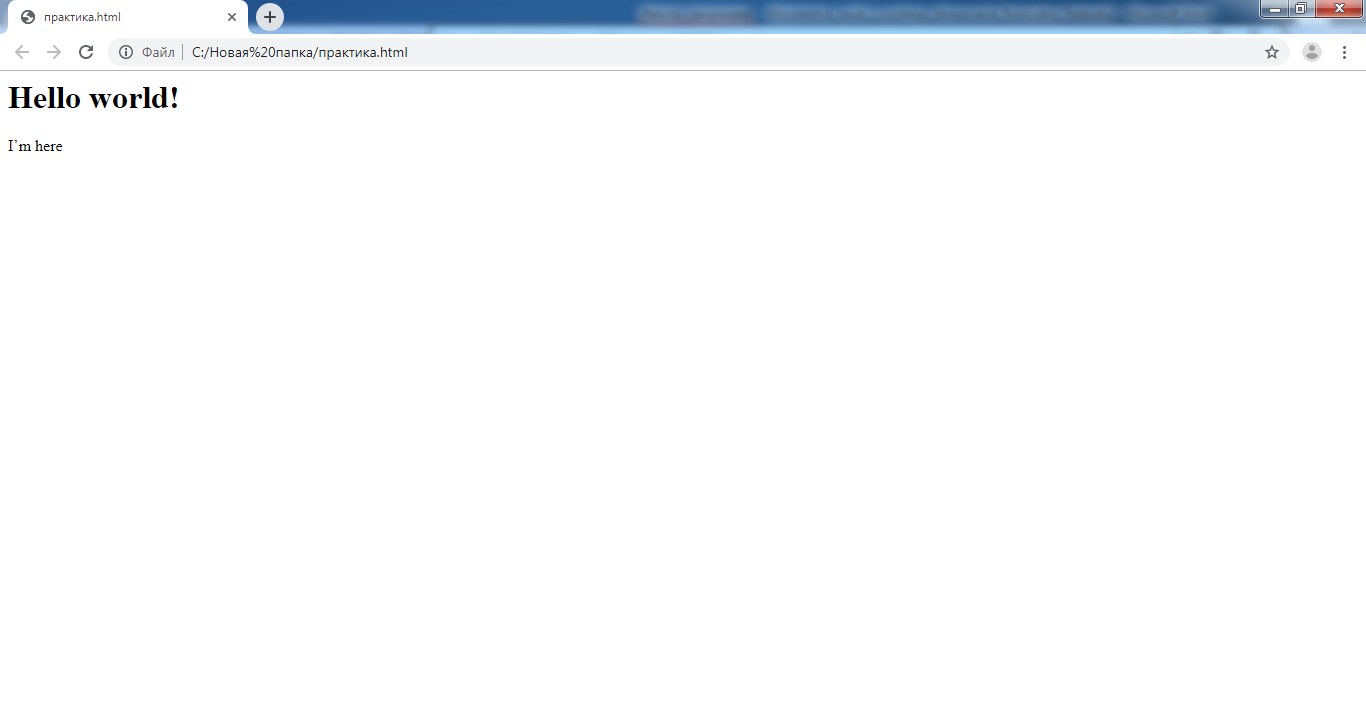 практика.html
Файл
C:/Новая%20папка/практика.html
Hello world!
I'm here